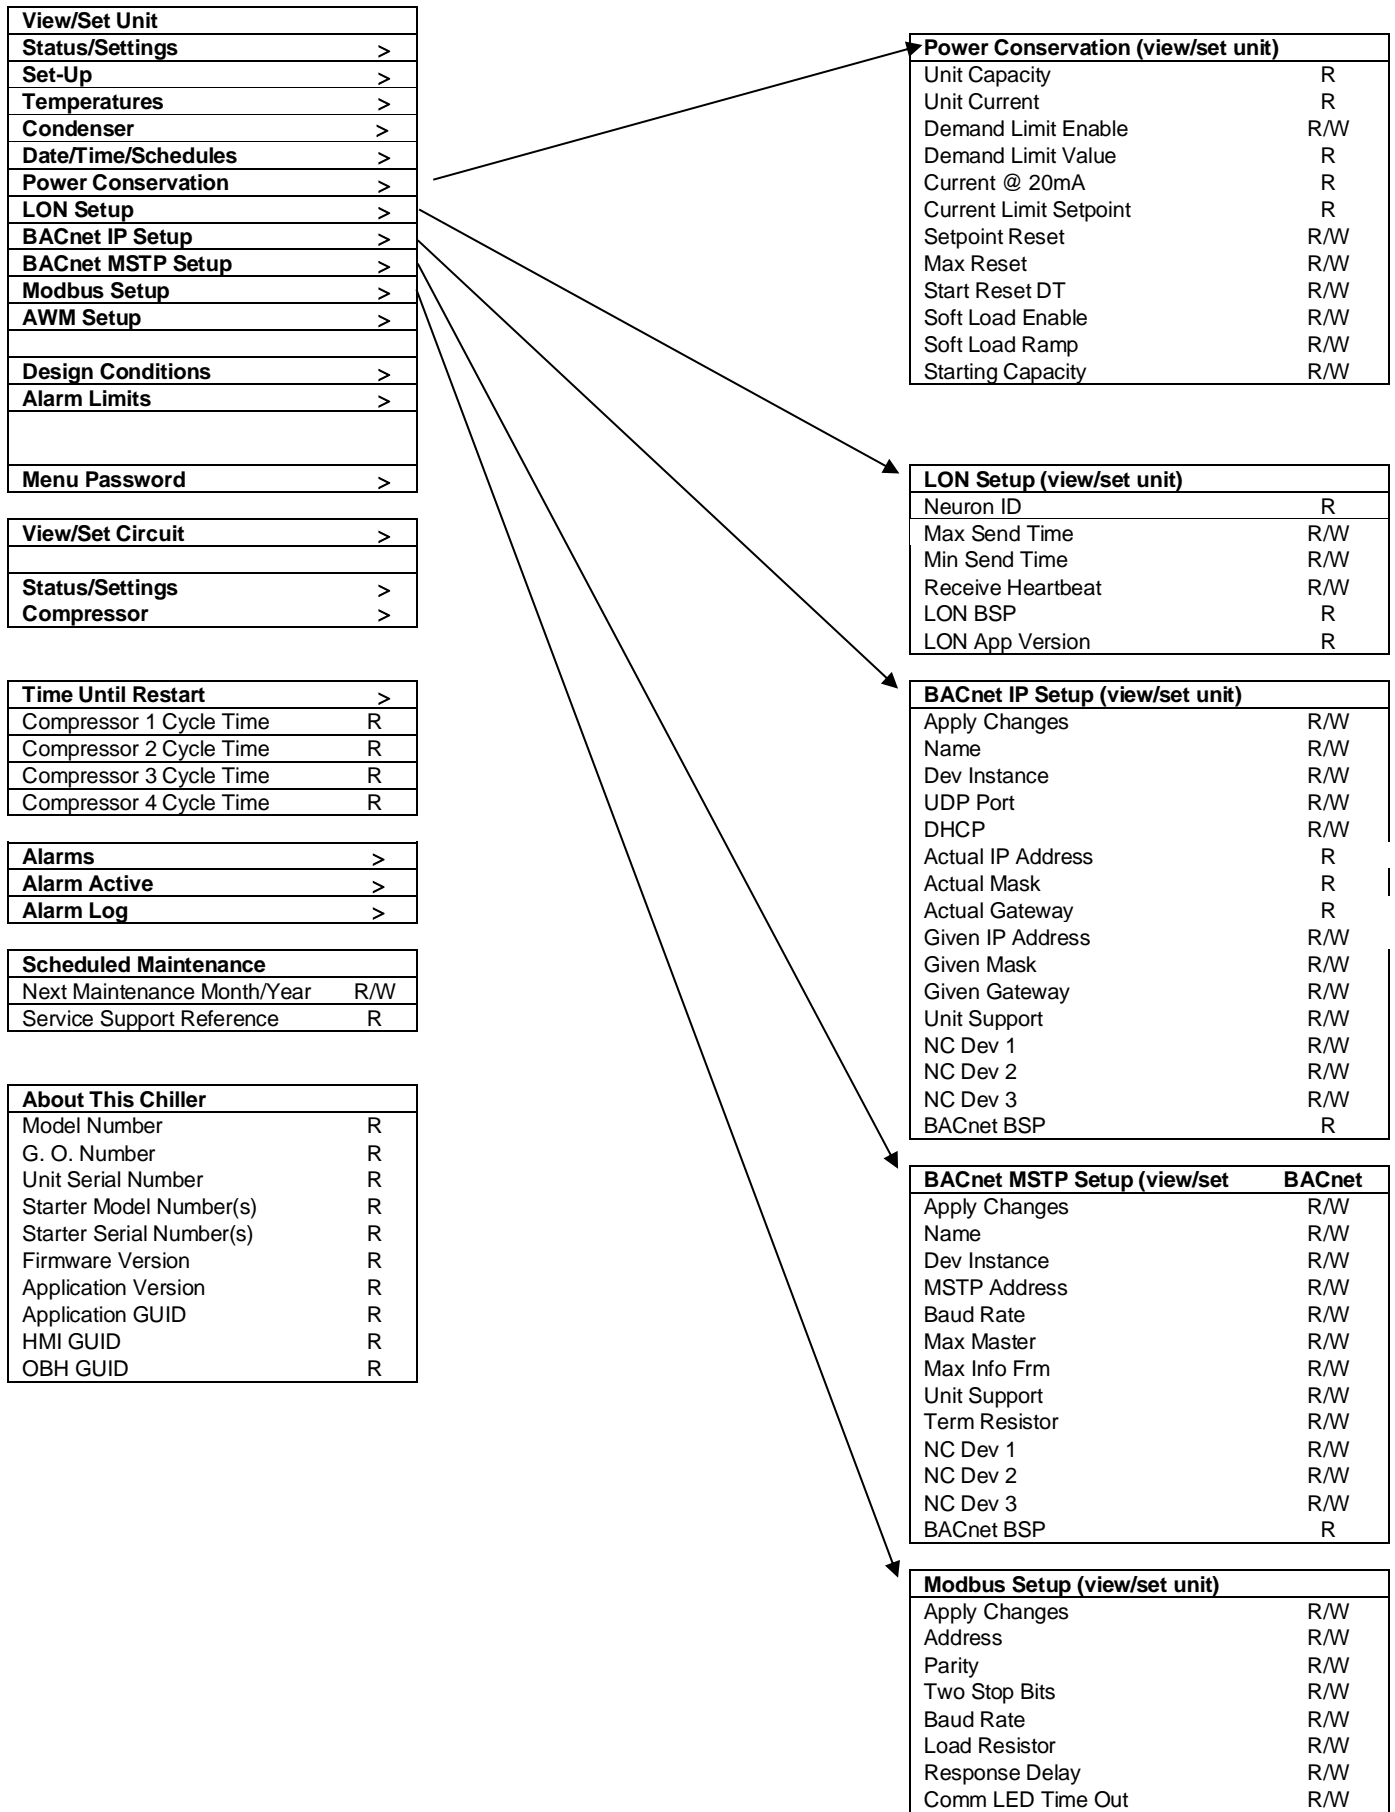 View/Set Unit
Status/Settings >
Set-Up >
Temperatures >
Condenser >
Date/Time/Schedules >
Power Conservation >
LON Setup >
BACnet IP Setup >
BACnet MSTP Setup >
Modbus Setup >
AWM Setup >
Design Conditions >
Alarm Limits >
Menu Password >
View/Set Circuit >
Status/Settings >
Compressor >
Time Until Restart >
Compressor 1 Cycle Time R
Compressor 2 Cycle Time R
Compressor 3 Cycle Time R
Compressor 4 Cycle Time R
Alarms >
Alarm Active >
Alarm Log >
Scheduled Maintenance
Next Maintenance Month/Year R/W
Service Support Reference R
About This Chiller
Model Number R
G. O. Number R
Unit Serial Number R
Starter Model Number(s) R
Starter Serial Number(s) R
Firmware Version R
Application Version R
Application GUID R
HMI GUID R
OBH GUID R
Power Conservation (view/set unit)
Unit Capacity R
Unit Current R
Demand Limit Enable R/W
Demand Limit Value R
Current @ 20mA R
Current Limit Setpoint R
Setpoint Reset R/W
Max Reset R/W
Start Reset DT R/W
Soft Load Enable R/W
Soft Load Ramp R/W
Starting Capacity R/W
LON Setup (view/set unit)
Neuron ID R
Max Send Time R/W
Min Send Time R/W
Receive Heartbeat R/W
LON BSP R
LON App Version R
BACnet IP Setup (view/set unit)
Apply Changes R/W
Name R/W
Dev Instance R/W
UDP Port R/W
DHCP R/W
Actual IP Address R
Actual Mask R
Actual Gateway R
Given IP Address R/W
Given Mask R/W
Given Gateway R/W
Unit Support R/W
NC Dev 1 R/W
NC Dev 2 R/W
NC Dev 3 R/W
BACnet BSP R
BACnet MSTP Setup (view/set BACnet
Apply Changes R/W
Name R/W
Dev Instance R/W
MSTP Address R/W
Baud Rate R/W
Max Master R/W
Max Info Frm R/W
Unit Support R/W
Term Resistor R/W
NC Dev 1 R/W
NC Dev 2 R/W
NC Dev 3 R/W
BACnet BSP R
Modbus Setup (view/set unit)
Apply Changes R/W
Address R/W
Parity R/W
Two Stop Bits R/W
Baud Rate R/W
Load Resistor R/W
Response Delay R/W
Comm LED Time Out R/W